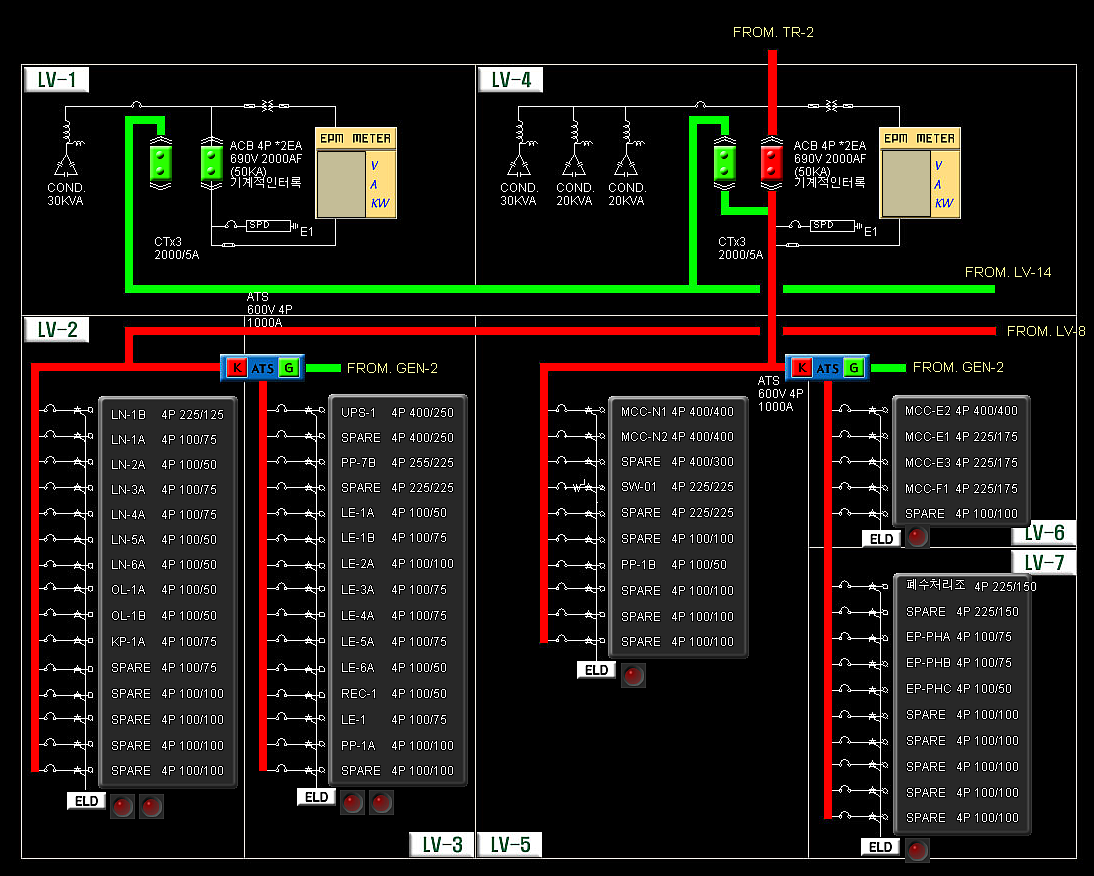 FROM. TR-2
LV-1
EPM METER
V
A
KW
ACB 4P *2EA
690V 2000AF
(50KA)
기계적인터록
COND.
30KVA
SPD
E1
CTx3
2000/5A
LV-4
EPM METER
V
A
KW
ACB 4P *2EA
690V 2000AF
(50KA)
기계적인터록
COND.
30KVA
COND.
20KVA
COND.
20KVA
SPD
E1
CTx3
2000/5A
FROM. LV-14
ATS
600V 4P
1000A
LV-2
FROM. LV-8
K ATS G
FROM. GEN-2
K ATS G
FROM. GEN-2
ATS
600V 4P
1000A
LN-1B 4P 225/125
LN-1A 4P 100/75
LN-2A 4P 100/50
LN-3A 4P 100/75
LN-4A 4P 100/75
LN-5A 4P 100/50
LN-6A 4P 100/50
OL-1A 4P 100/50
OL-1B 4P 100/50
KP-1A 4P 100/75
SPARE 4P 100/75
SPARE 4P 100/100
SPARE 4P 100/100
SPARE 4P 100/100
SPARE 4P 100/100
ELD
UPS-1 4P 400/250
SPARE 4P 400/250
PP-7B 4P 255/225
SPARE 4P 225/225
LE-1A 4P 100/50
LE-1B 4P 100/75
LE-2A 4P 100/100
LE-3A 4P 100/75
LE-4A 4P 100/75
LE-5A 4P 100/75
LE-6A 4P 100/50
REC-1 4P 100/50
LE-1 4P 100/75
PP-1A 4P 100/100
SPARE 4P 100/100
ELD
LV-3
MCC-N1 4P 400/400
MCC-N2 4P 400/400
SPARE 4P 400/300
SW-01 4P 225/225
SPARE 4P 225/225
SPARE 4P 100/100
PP-1B 4P 100/50
SPARE 4P 100/100
SPARE 4P 100/100
SPARE 4P 100/100
ELD
LV-5
MCC-E2 4P 400/400
MCC-E1 4P 225/175
MCC-E3 4P 225/175
MCC-F1 4P 225/175
SPARE 4P 100/100
ELD
LV-6
LV-7
폐수처리조 4P 225/150
SPARE 4P 225/150
EP-PHA 4P 100/75
EP-PHB 4P 100/75
EP-PHC 4P 100/50
SPARE 4P 100/100
SPARE 4P 100/100
SPARE 4P 100/100
SPARE 4P 100/100
SPARE 4P 100/100
ELD